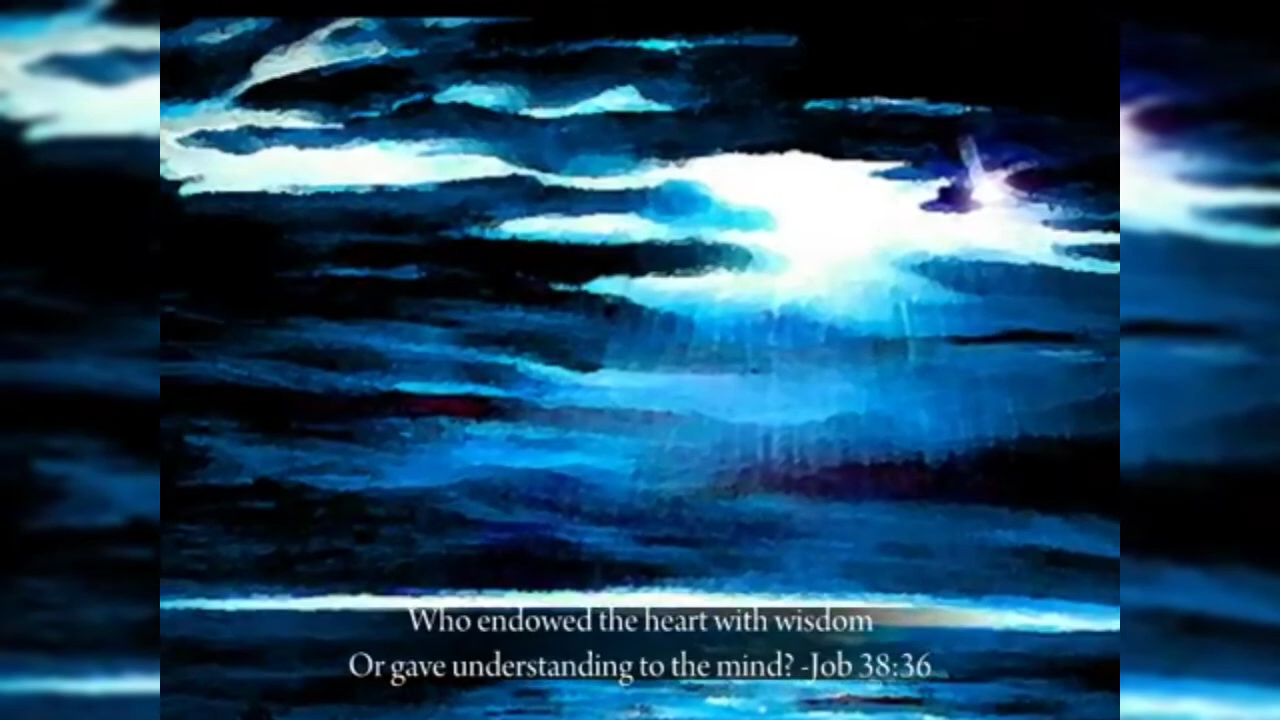 Who endowed the heart with wisdom
Or gave understanding to the mind? -Job 38:36